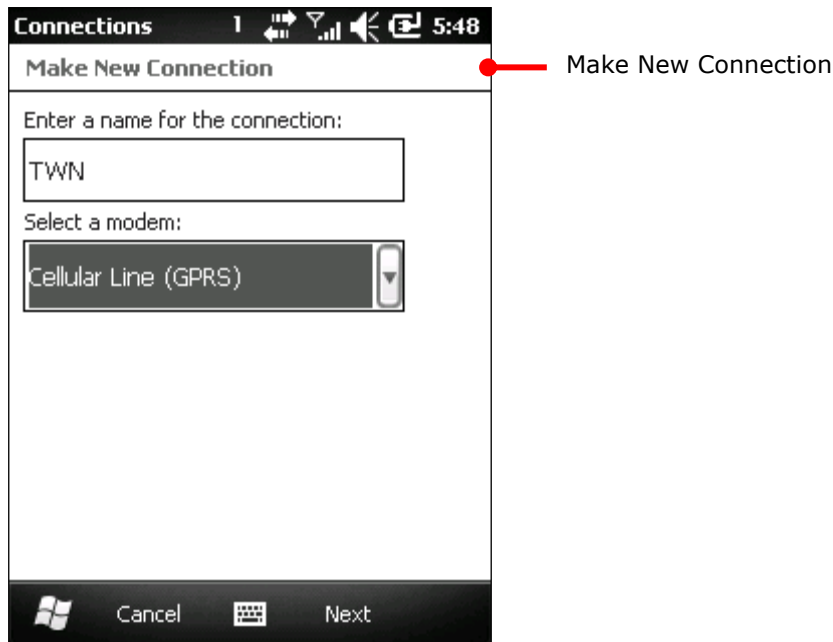 Connections 1 5:48
Make New Connection
Make New Connection
Enter a name for the connection:
TWN
Select a modem:
Cellular Line (GPRS)
Cancel Next